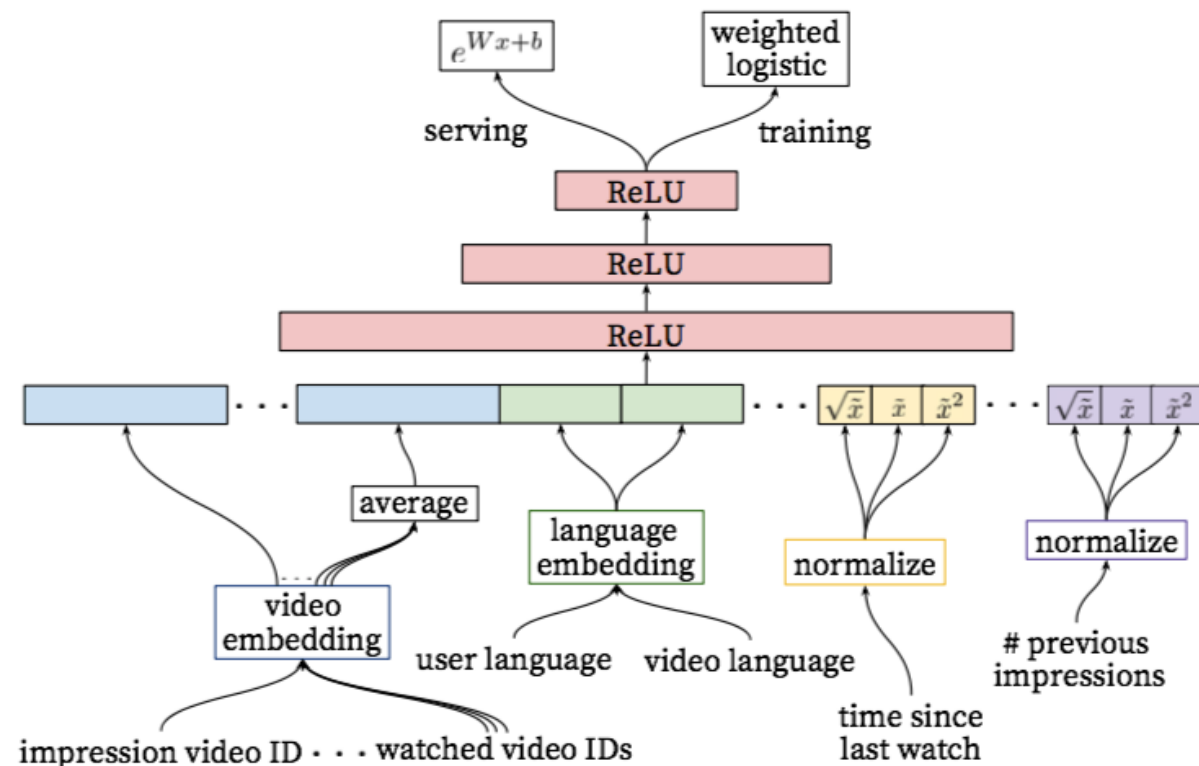 e^{Wx+b}
weighted
logistic
serving
training
ReLU
ReLU
ReLU
. . .
. . .
√x̃ x̃ x̃²
. . .
√x̃ x̃ x̃²
average
language
embedding
normalize
normalize
video
embedding
user language
video language
# previous
impressions
time since
last watch
impression video ID . . . watched video IDs